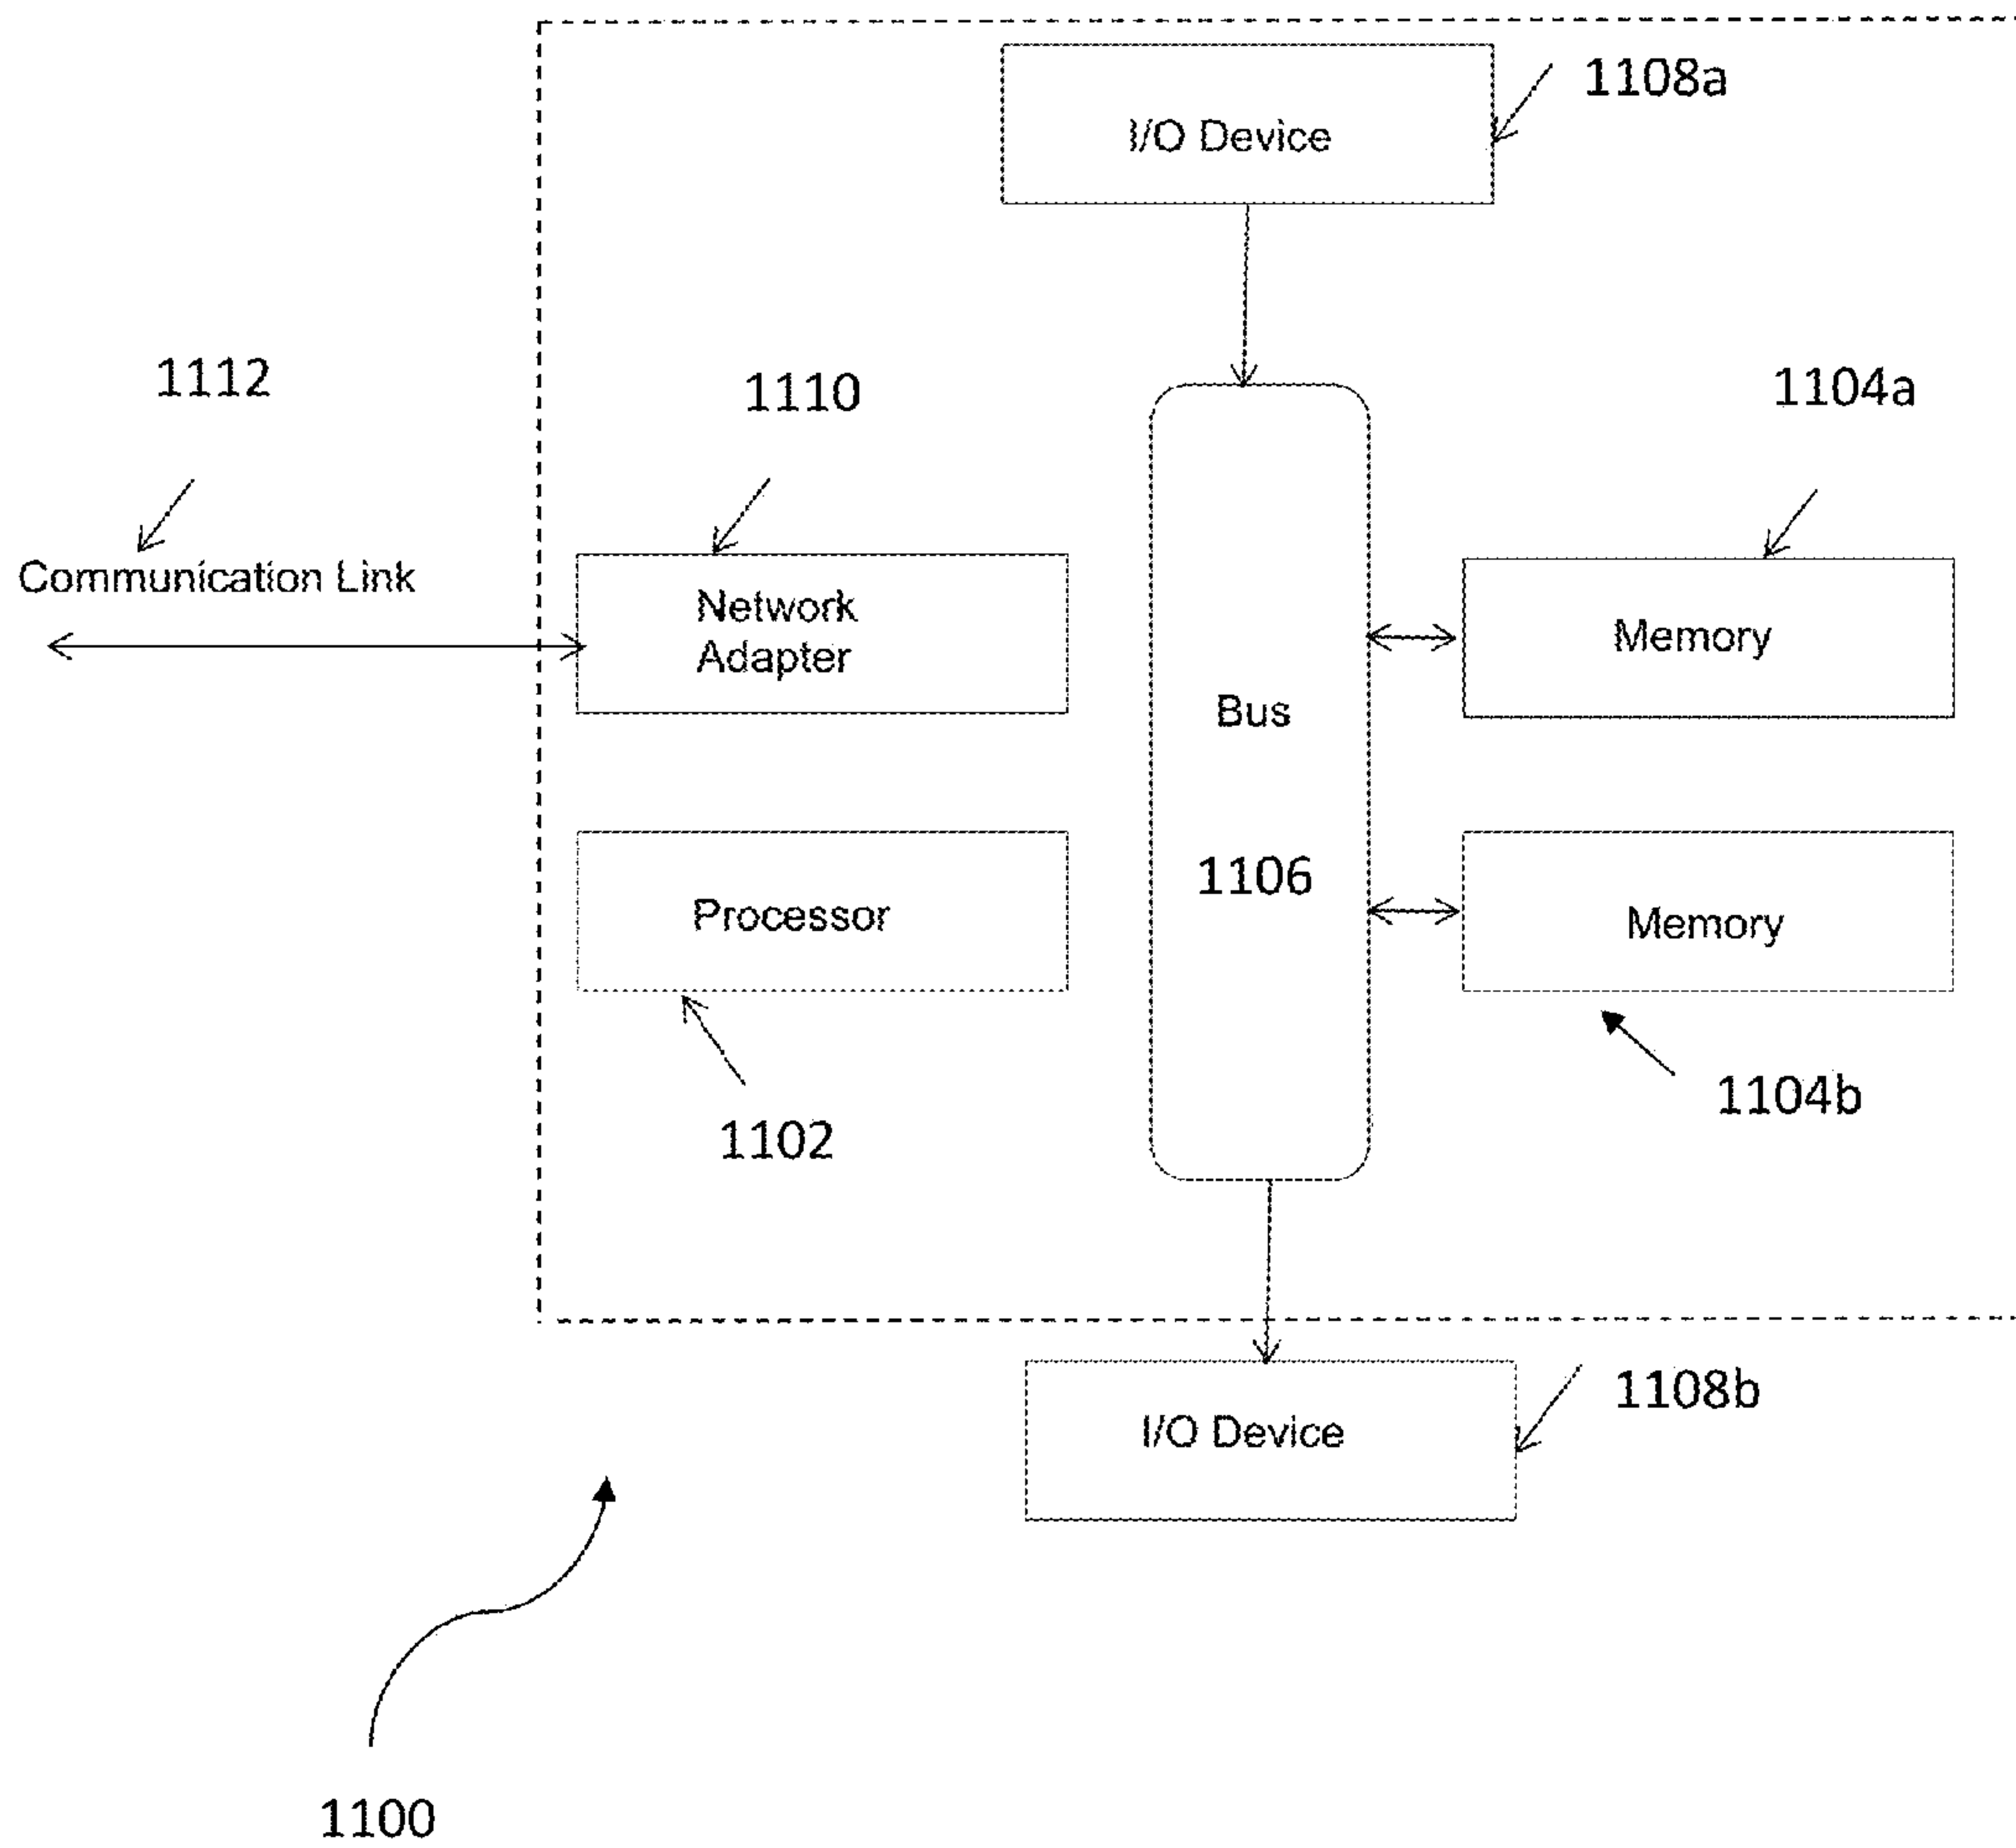 1108a
I/O Device
1112
1110
1104a
Communication Link
Network
Adapter
Memory
Bus
1106
Processor
Memory
1102
1104b
1108b
I/O Device
1100